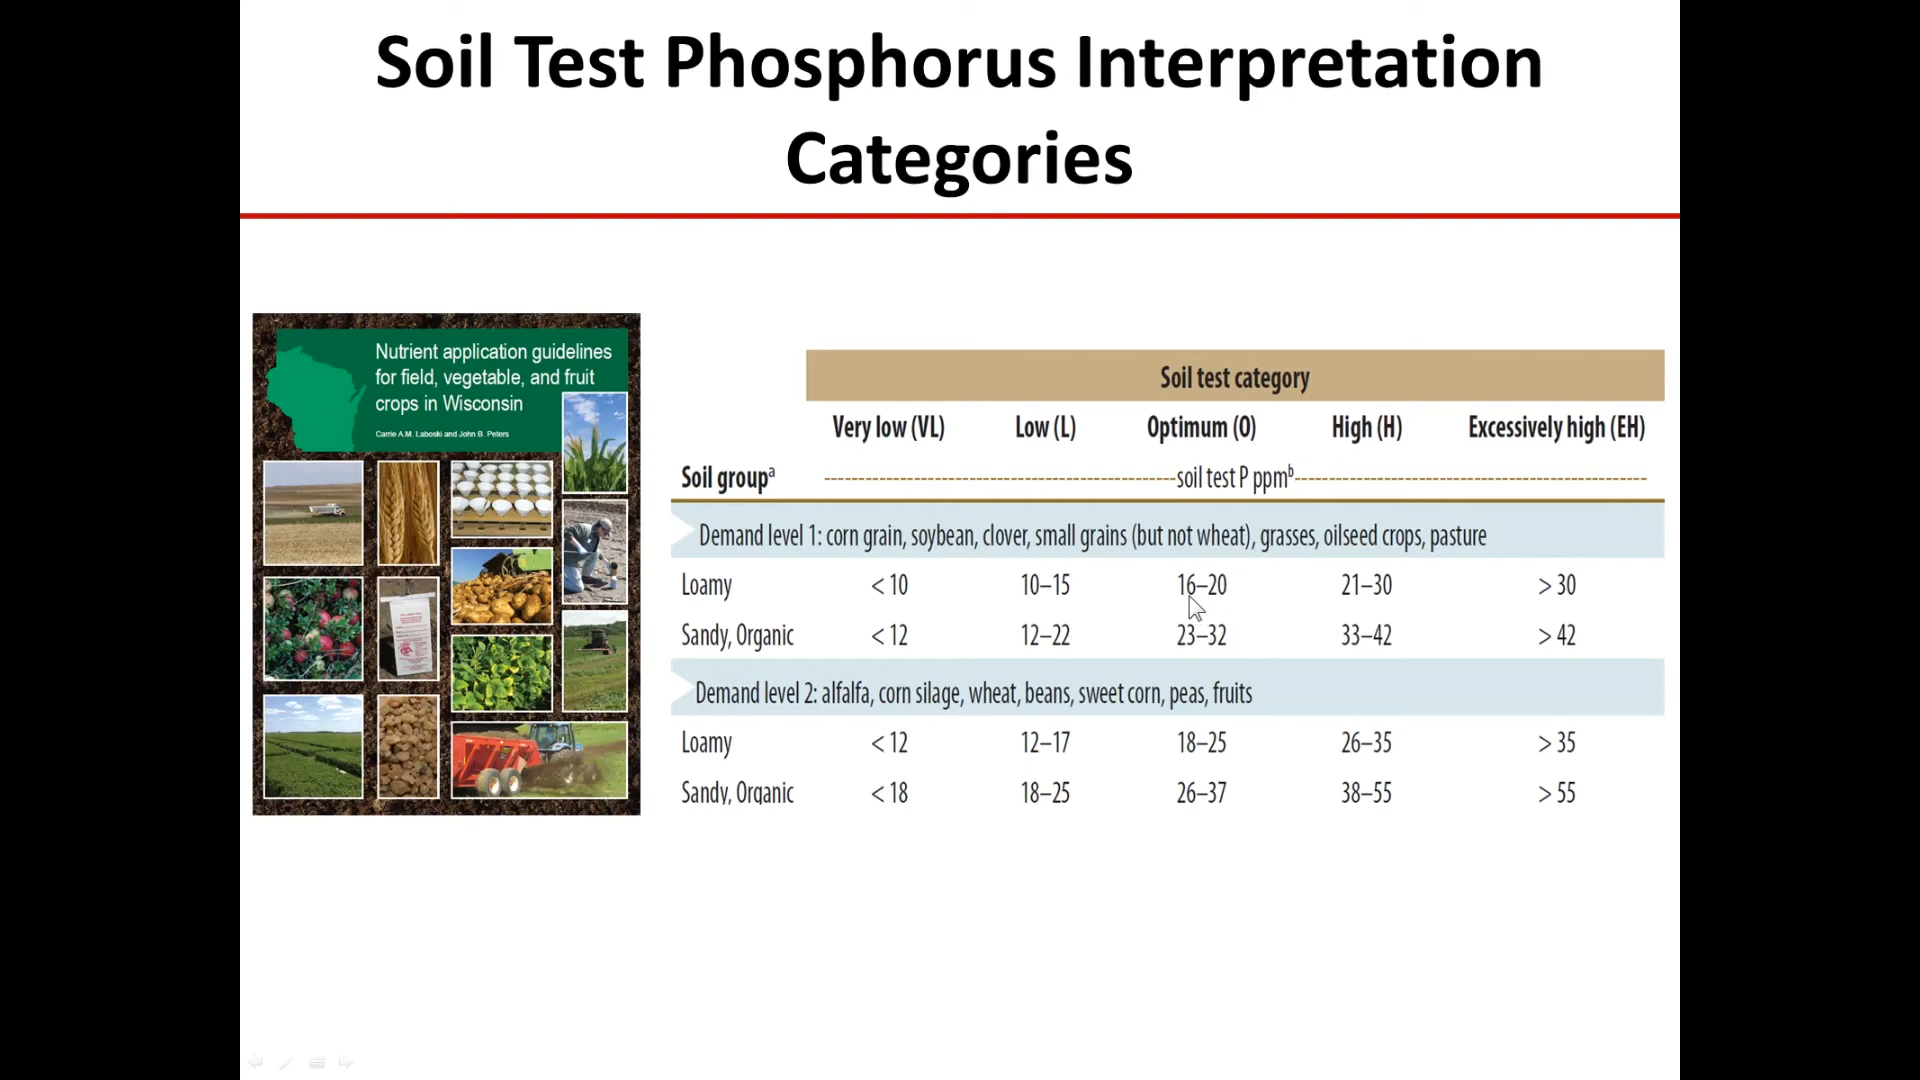 Soil Test Phosphorus Interpretation
Categories
Nutrient application guidelines
for field, vegetable, and fruit
crops in Wisconsin
Carrie A.M. Laboski and John B. Peters
Soil test category
Very low (VL) Low (L) Optimum (O) High (H) Excessively high (EH)
Soil groupᵃ ------soil test P ppmᵇ------
Demand level 1: corn grain, soybean, clover, small grains (but not wheat), grasses, oilseed crops, pasture
Loamy < 10 10–15 16–20 21–30 > 30
Sandy, Organic < 12 12–22 23–32 33–42 > 42
Demand level 2: alfalfa, corn silage, wheat, beans, sweet corn, peas, fruits
Loamy < 12 12–17 18–25 26–35 > 35
Sandy, Organic < 18 18–25 26–37 38–55 > 55